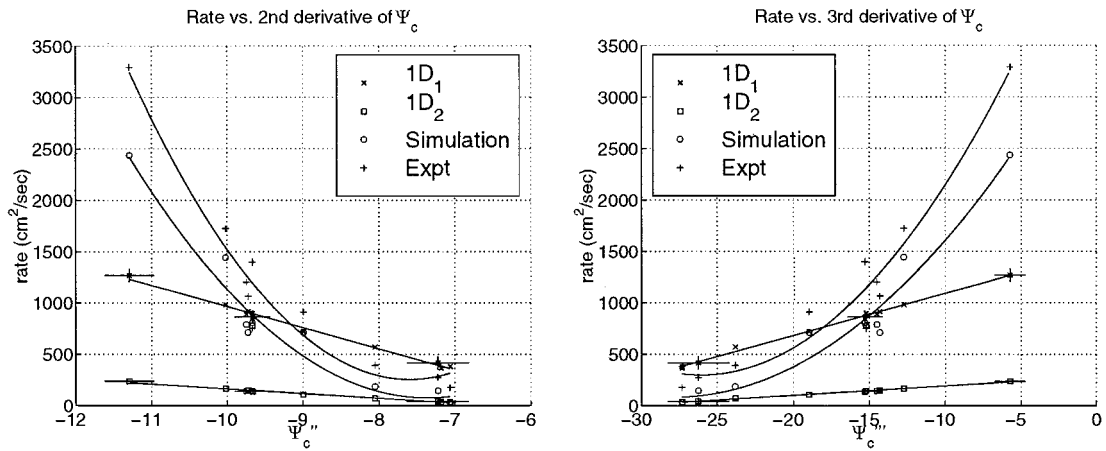 Rate vs. 2nd derivative of Ψc
3500
3000
2500
2000
1500
1000
500
0
rate (cm²/sec)
1D₁
1D₂
Simulation
Expt
−12
−11
−10
−9
−8
−7
−6
Ψc''
Rate vs. 3rd derivative of Ψc
3500
3000
2500
2000
1500
1000
500
0
rate (cm²/sec)
1D₁
1D₂
Simulation
Expt
−30
−25
−20
−15
−10
−5
0
Ψc'''